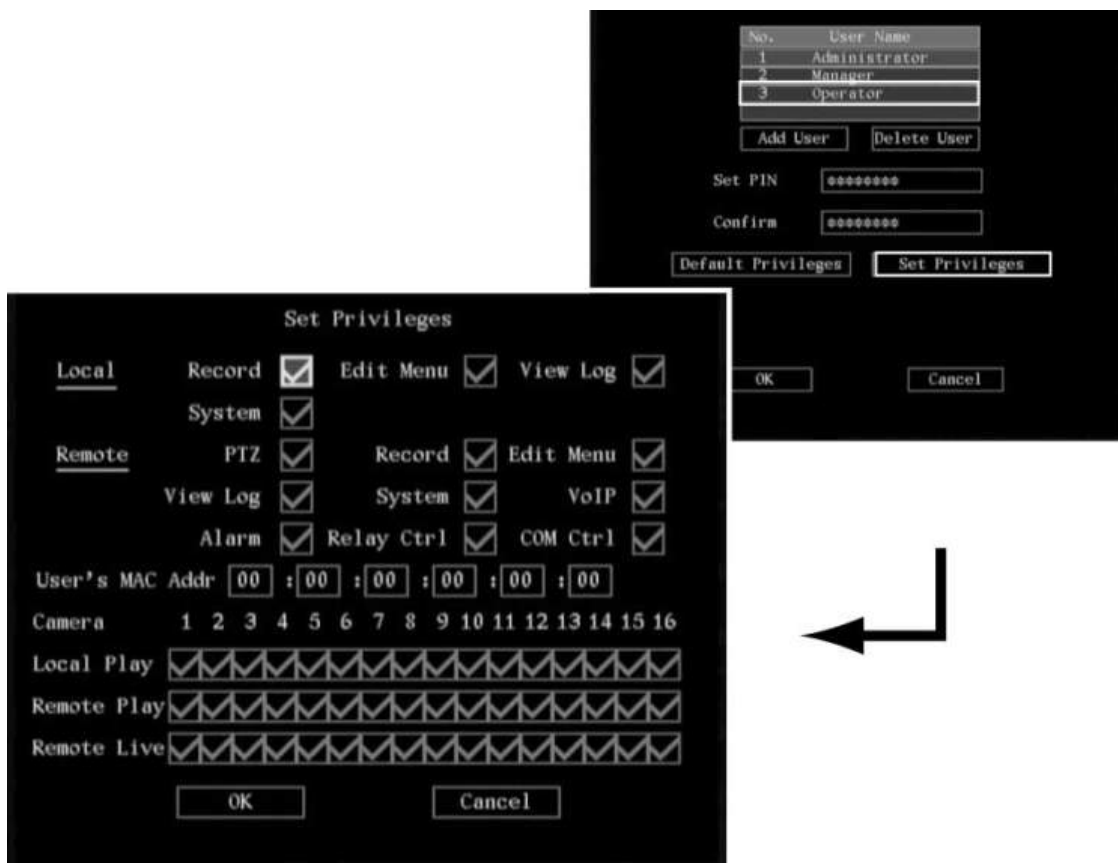 No. User Name
1 Administrator
2 Manager
3 Operator
Add User Delete User
Set PIN ********
Confirm ********
Default Privileges Set Privileges
OK Cancel
Set Privileges
Local Record Edit Menu View Log
System
Remote PTZ Record Edit Menu
View Log System VoIP
Alarm Relay Ctrl COM Ctrl
User's MAC Addr 00 : 00 : 00 : 00 : 00 : 00
Camera 1 2 3 4 5 6 7 8 9 10 11 12 13 14 15 16
Local Play
Remote Play
Remote Live
OK Cancel